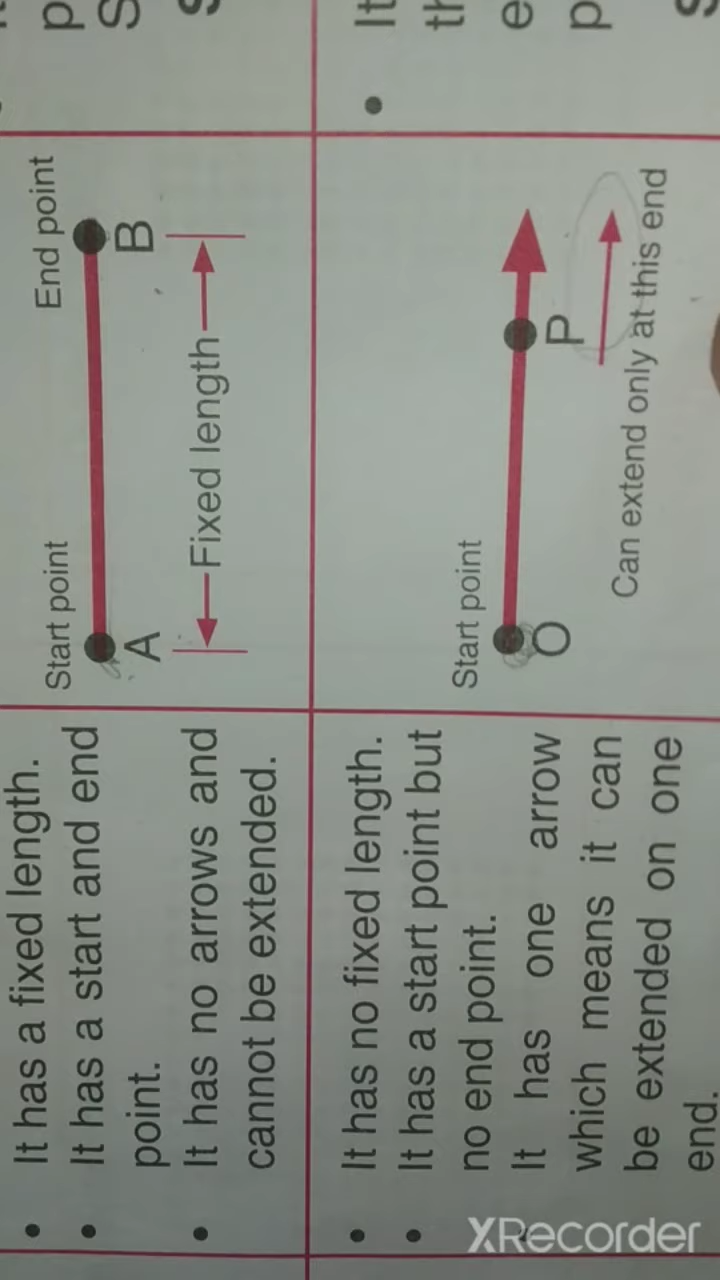 It has a fixed length.
It has a start and end
point.
It has no arrows and
cannot be extended.
Start point
End point
A
B
Fixed length
It has no fixed length.
It has a start point but
no end point.
It has one arrow
which means it can
be extended on one
end.
Start point
O
P
Can extend only at this end
It
XRecorder